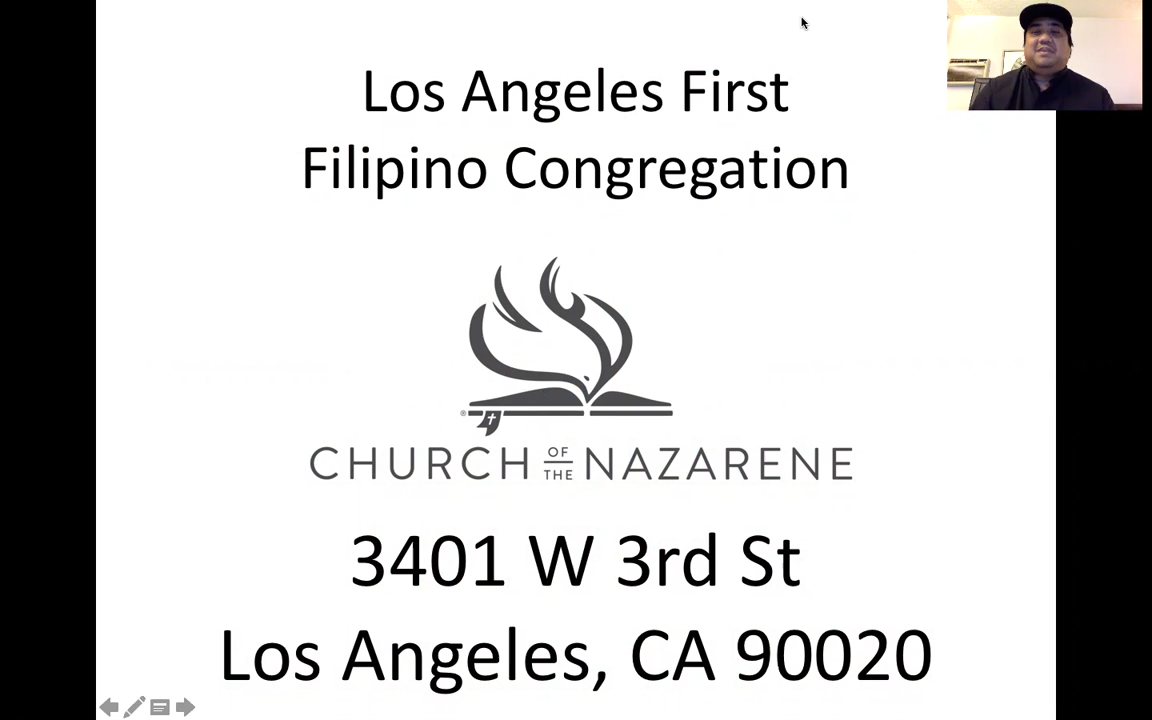 Los Angeles First
Filipino Congregation
CHURCH OF THE NAZARENE
3401 W 3rd St
Los Angeles, CA 90020